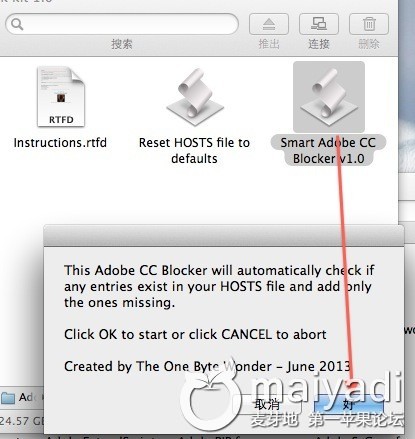 搜索
推出
连接
删除
RTFD
Instructions.rtfd
Reset HOSTS file to
defaults
Smart Adobe CC
Blocker v1.0
This Adobe CC Blocker will automatically check if
any entries exist in your HOSTS file and add only
the ones missing.
Click OK to start or click CANCEL to abort
Created by The One Byte Wonder - June 2013
取消
好
maiyadi
麦芽地 第一苹果论坛
24.57 GB